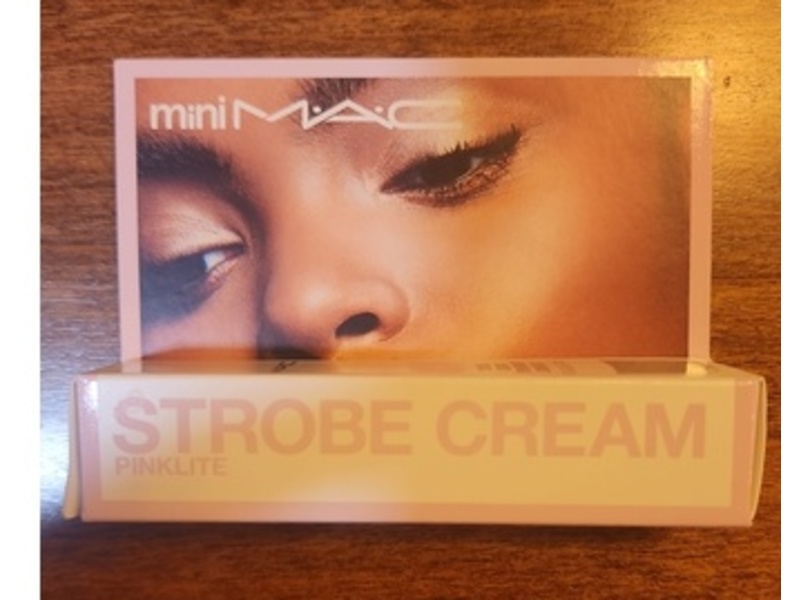 mini M·A·C
STROBE CREAM
PINKLITE